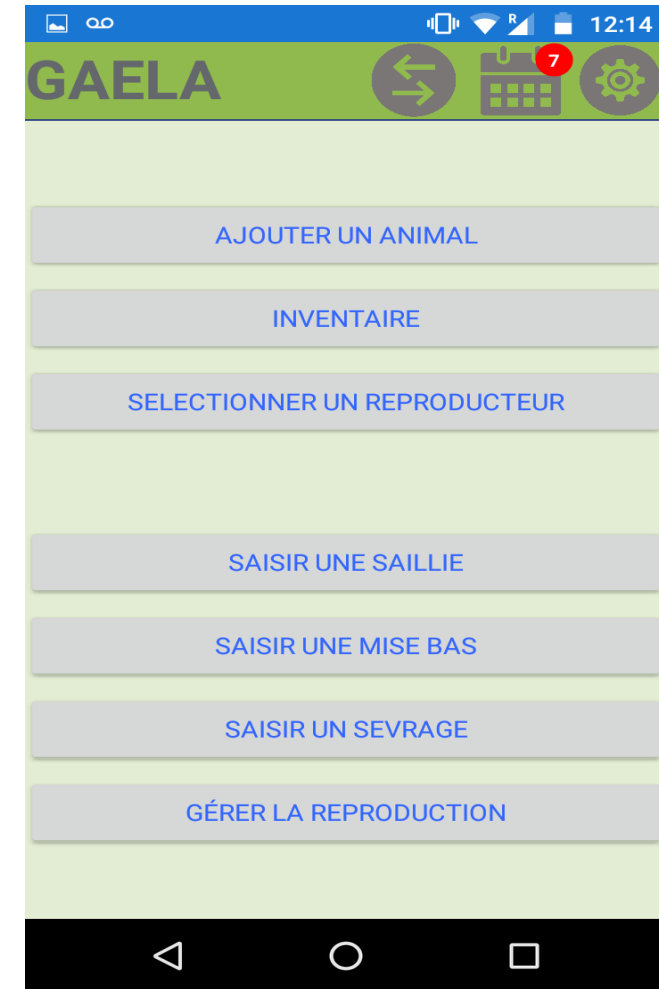 R
12:14
GAELA
7
AJOUTER UN ANIMAL
INVENTAIRE
SELECTIONNER UN REPRODUCTEUR
SAISIR UNE SAILLIE
SAISIR UNE MISE BAS
SAISIR UN SEVRAGE
GÉRER LA REPRODUCTION